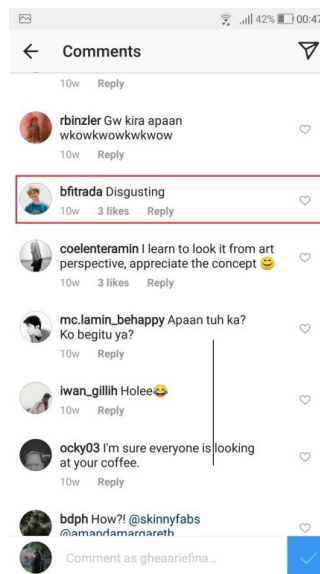 42% 00:47
Comments
10w Reply
rbinzler Gw kira apaan
wkowkwowkwkwow
10w Reply
bfitrada Disgusting
10w 3 likes Reply
coelenteramin I learn to look it from art
perspective, appreciate the concept 😊
10w 3 likes Reply
mc.lamin_behappy Apaan tuh ka?
Ko begitu ya?
10w Reply
iwan_gillih Holee😂
10w Reply
ocky03 I'm sure everyone is looking
at your coffee.
10w Reply
bdph How?! @skinnyfabs
@amandamargareth
Comment as gheaariefina...